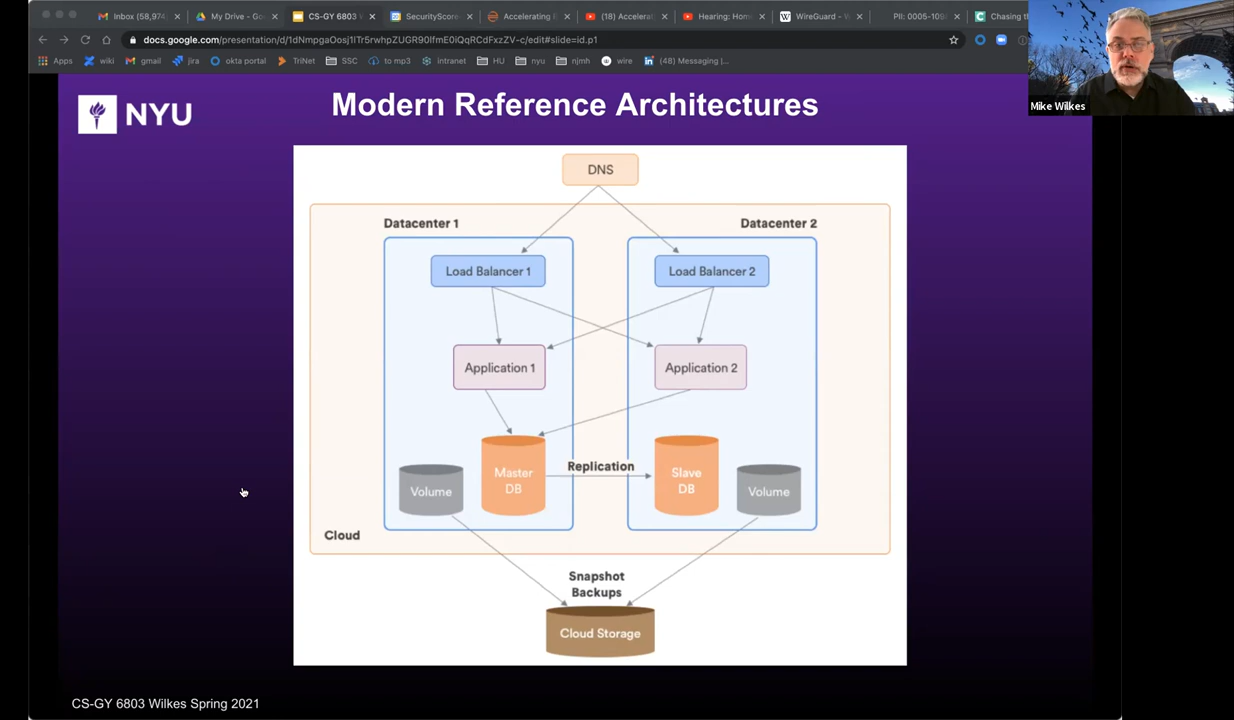 Inbox (58,974
My Drive - Goo
CS-GY 6803 W
SecurityScore
Accelerating
(18) Accelerat
Hearing: Hom
WireGuard - W
PII: 0005-109
Chasing th
docs.google.com/presentation/d/1dNmpgaOosj1ITr5rwhpZUGR90IfmE0iQqRCdFxzZV-c/edit#slide=id.p1
Apps
wiki
gmail
jira
okta portal
TriNet
SSC
to mp3
intranet
HU
nyu
njmh
wire
(48) Messaging |...
Mike Wilkes
NYU
Modern Reference Architectures
DNS
Datacenter 1
Datacenter 2
Load Balancer 1
Load Balancer 2
Application 1
Application 2
Master
DB
Replication
Slave
DB
Volume
Volume
Cloud
Snapshot
Backups
Cloud Storage
CS-GY 6803 Wilkes Spring 2021